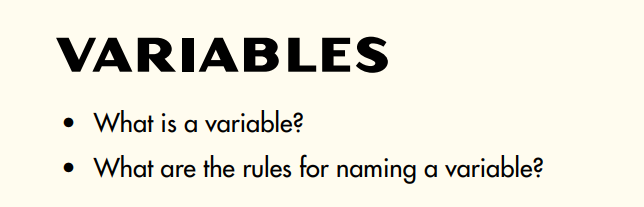 VARIABLES
• What is a variable?
• What are the rules for naming a variable?